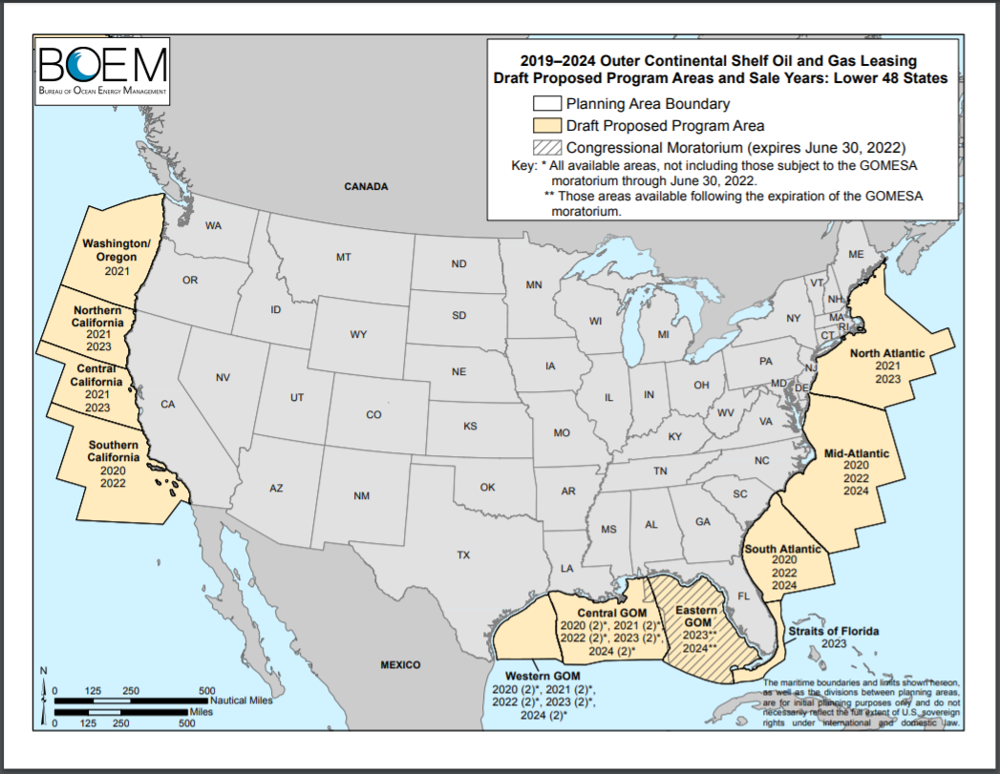 BOEM
BUREAU OF OCEAN ENERGY MANAGEMENT
2019–2024 Outer Continental Shelf Oil and Gas Leasing
Draft Proposed Program Areas and Sale Years: Lower 48 States
Planning Area Boundary
Draft Proposed Program Area
Congressional Moratorium (expires June 30, 2022)
Key: * All available areas, not including those subject to the GOMESA
moratorium through June 30, 2022.
** Those areas available following the expiration of the GOMESA
moratorium.
CANADA
WA
MT
ND
MN
ME
Washington/
Oregon
2021
OR
ID
SD
WI
MI
VT
NH
NY
MA
RI
CT
Northern
California
2021
2023
WY
NE
IA
PA
NJ
North Atlantic
2021
2023
Central
California
2021
2023
CA
NV
UT
CO
KS
MO
IL
IN
OH
MD
DE
WV
VA
KY
Southern
California
2020
2022
Mid-Atlantic
2020
2022
2024
AZ
NM
OK
AR
TN
NC
SC
MS
AL
GA
TX
LA
FL
South Atlantic
2020
2022
2024
Central GOM
2020 (2)*, 2021 (2)*,
2022 (2)*, 2023 (2)*,
2024 (2)*
Eastern
GOM
2023**
2024**
Straits of Florida
2023
Western GOM
2020 (2)*, 2021 (2)*,
2022 (2)*, 2023 (2)*,
2024 (2)*
MEXICO
N
0 125 250 500
Nautical Miles
Miles
0 125 250 500
The maritime boundaries and limits shown hereon,
as well as the divisions between planning areas,
are for initial planning purposes only and do not
necessarily reflect the full extent of U.S. sovereign
rights under international and domestic law.